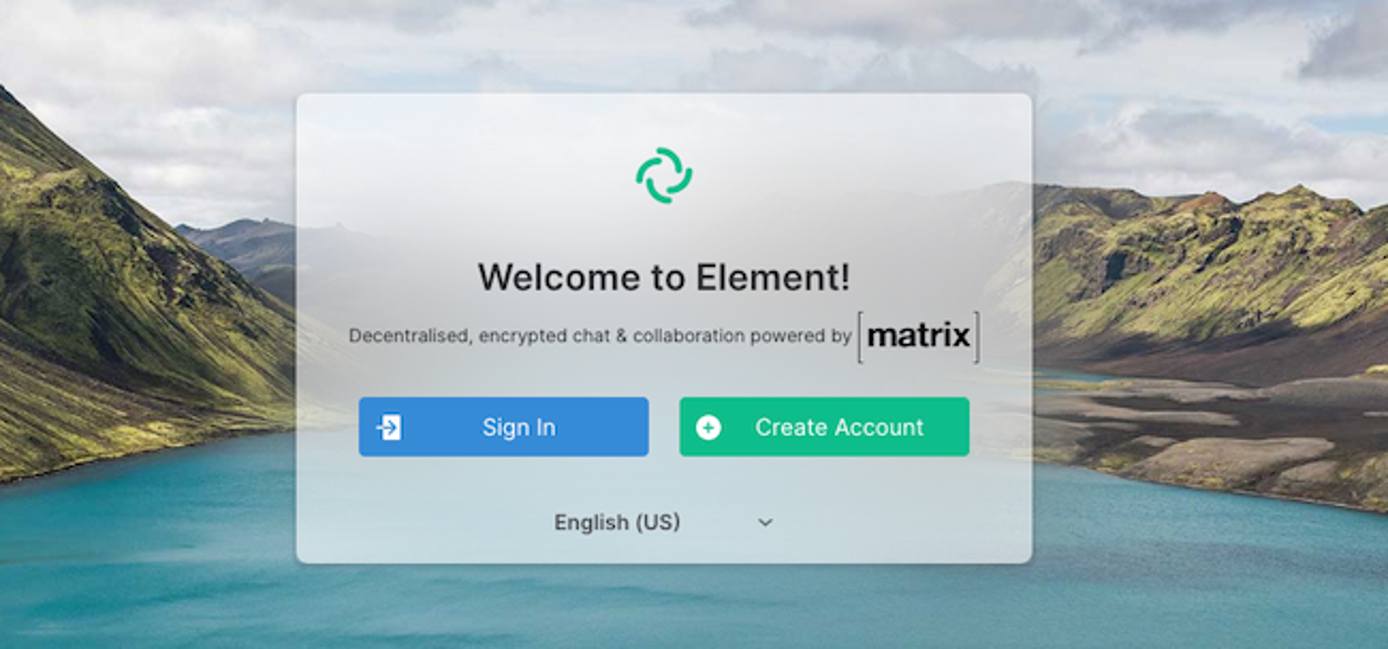 Welcome to Element!
Decentralised, encrypted chat & collaboration powered by [matrix]
Sign In
Create Account
English (US)